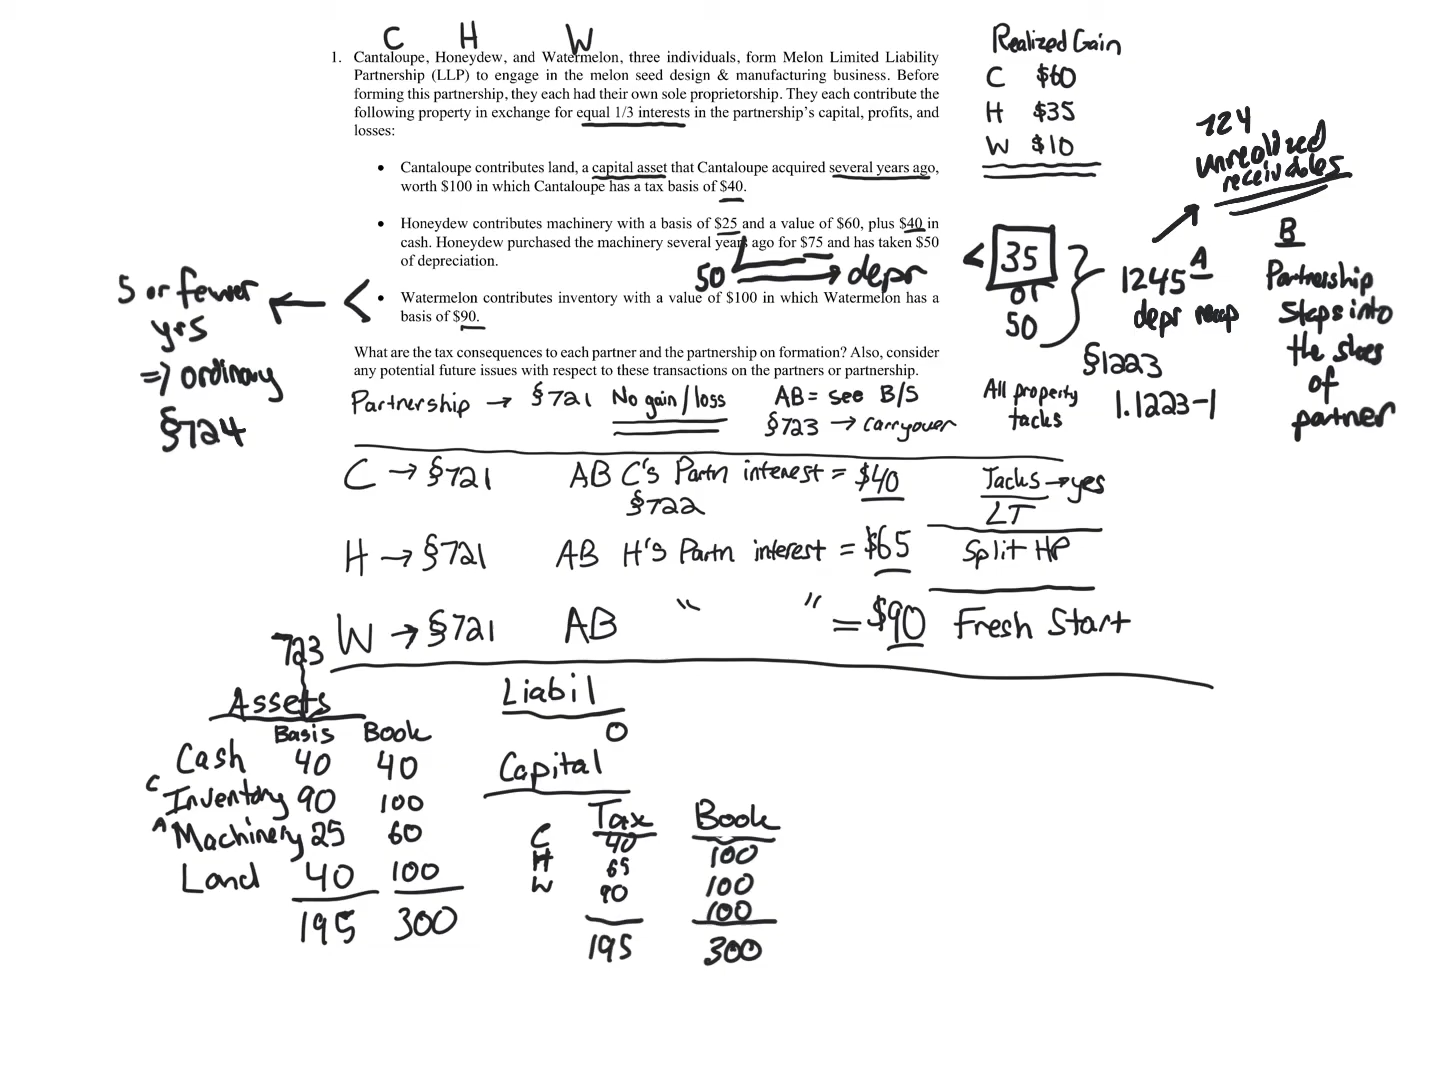 C H W
1. Cantaloupe, Honeydew, and Watermelon, three individuals, form Melon Limited Liability
Partnership (LLP) to engage in the melon seed design & manufacturing business. Before
forming this partnership, they each had their own sole proprietorship. They each contribute the
following property in exchange for equal 1/3 interests in the partnership's capital, profits, and
losses:
• Cantaloupe contributes land, a capital asset that Cantaloupe acquired several years ago,
worth $100 in which Cantaloupe has a tax basis of $40.
• Honeydew contributes machinery with a basis of $25 and a value of $60, plus $40 in
cash. Honeydew purchased the machinery several years ago for $75 and has taken $50
of depreciation.
50 depr
• Watermelon contributes inventory with a value of $100 in which Watermelon has a
basis of $90.
What are the tax consequences to each partner and the partnership on formation? Also, consider
any potential future issues with respect to these transactions on the partners or partnership.
Realized Gain
C $60
H $35
W $10
724
unrealized
receivables
< 35
or
50
A
1245
depr recap
§1223
1.1223-1
B
Partnership
steps into
the shoes
of
partner
5 or fewer
yrs
=> ordinary
§724
<
Partnership → §721 No gain/loss AB = see B/S
§723 → carryover
All property
tacks
C → §721 AB C's Partn interest = $40
§722
Tacks → yes
LT
H → §721 AB H's Partn interest = $65 Split HP
W → §721 AB " " = $90 Fresh Start
723
Assets
Basis Book
Cash 40 40
C Inventory 90 100
A Machinery 25 60
Land 40 100
195 300
Liabil
0
Capital
Tax Book
C 40 100
H 65 100
W 90 100
195 300